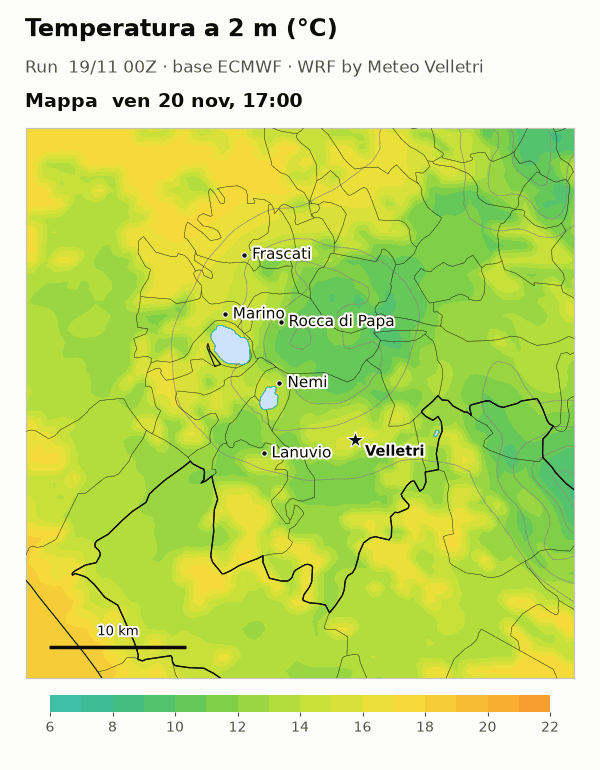 Temperatura a 2 m (°C)
Run  19/11 00Z · base ECMWF · WRF by Meteo Velletri
Mappa  ven 20 nov, 17:00
Frascati
Marino
Rocca di Papa
Nemi
Velletri
Lanuvio
10 km
6 8 10 12 14 16 18 20 22